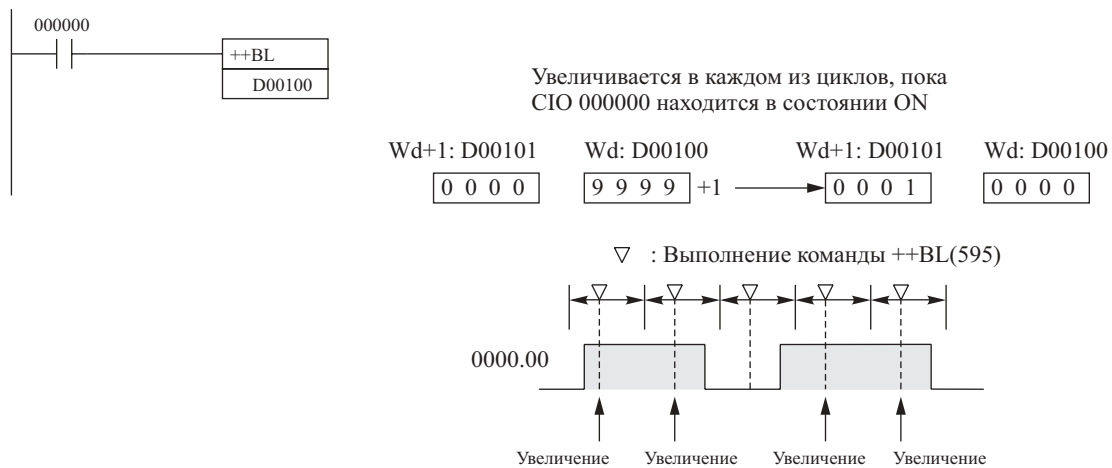 000000
++BL
D00100
Увеличивается в каждом из циклов, пока
CIO 000000 находится в состоянии ON
Wd+1: D00101 Wd: D00100 Wd+1: D00101 Wd: D00100
0 0 0 0 9 9 9 9 +1 0 0 0 1 0 0 0 0
: Выполнение команды ++BL(595)
0000.00
Увеличение Увеличение Увеличение Увеличение